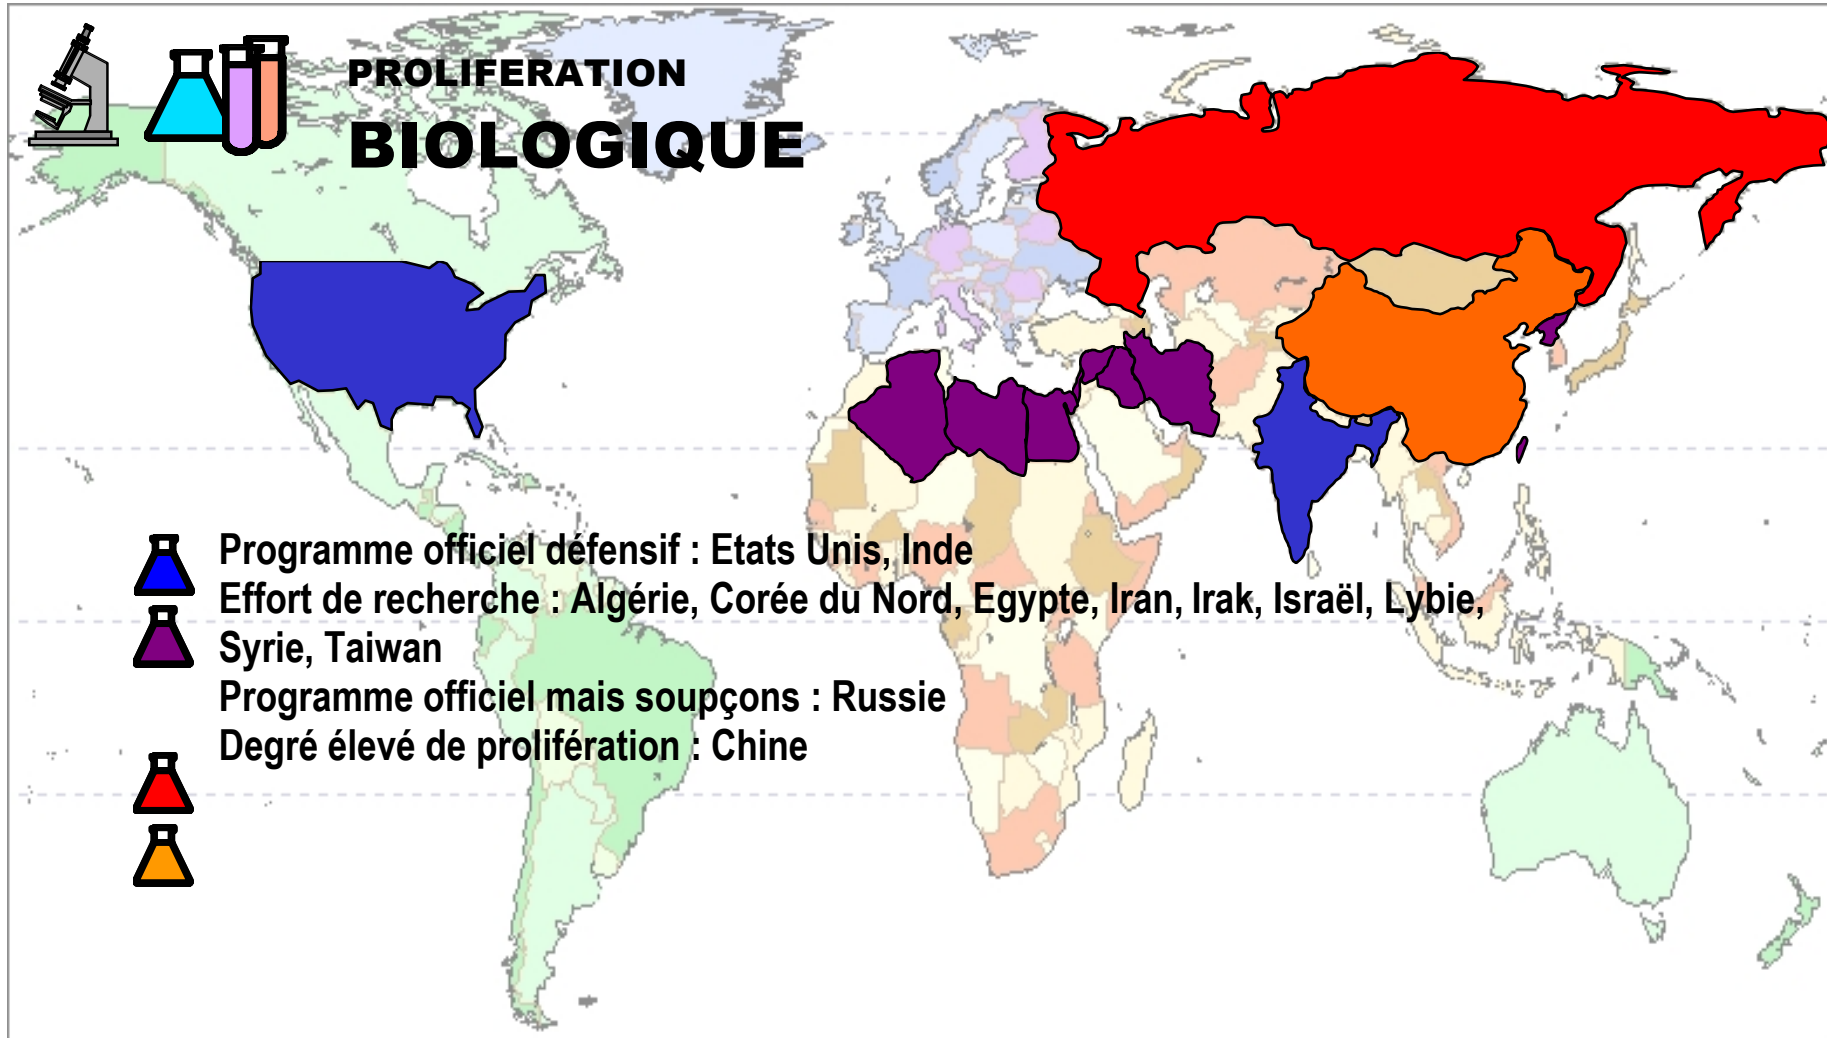 PROLIFERATION
BIOLOGIQUE
Programme officiel défensif : Etats Unis, Inde
Effort de recherche : Algérie, Corée du Nord, Egypte, Iran, Irak, Israël, Lybie,
Syrie, Taiwan
Programme officiel mais soupçons : Russie
Degré élevé de prolifération : Chine